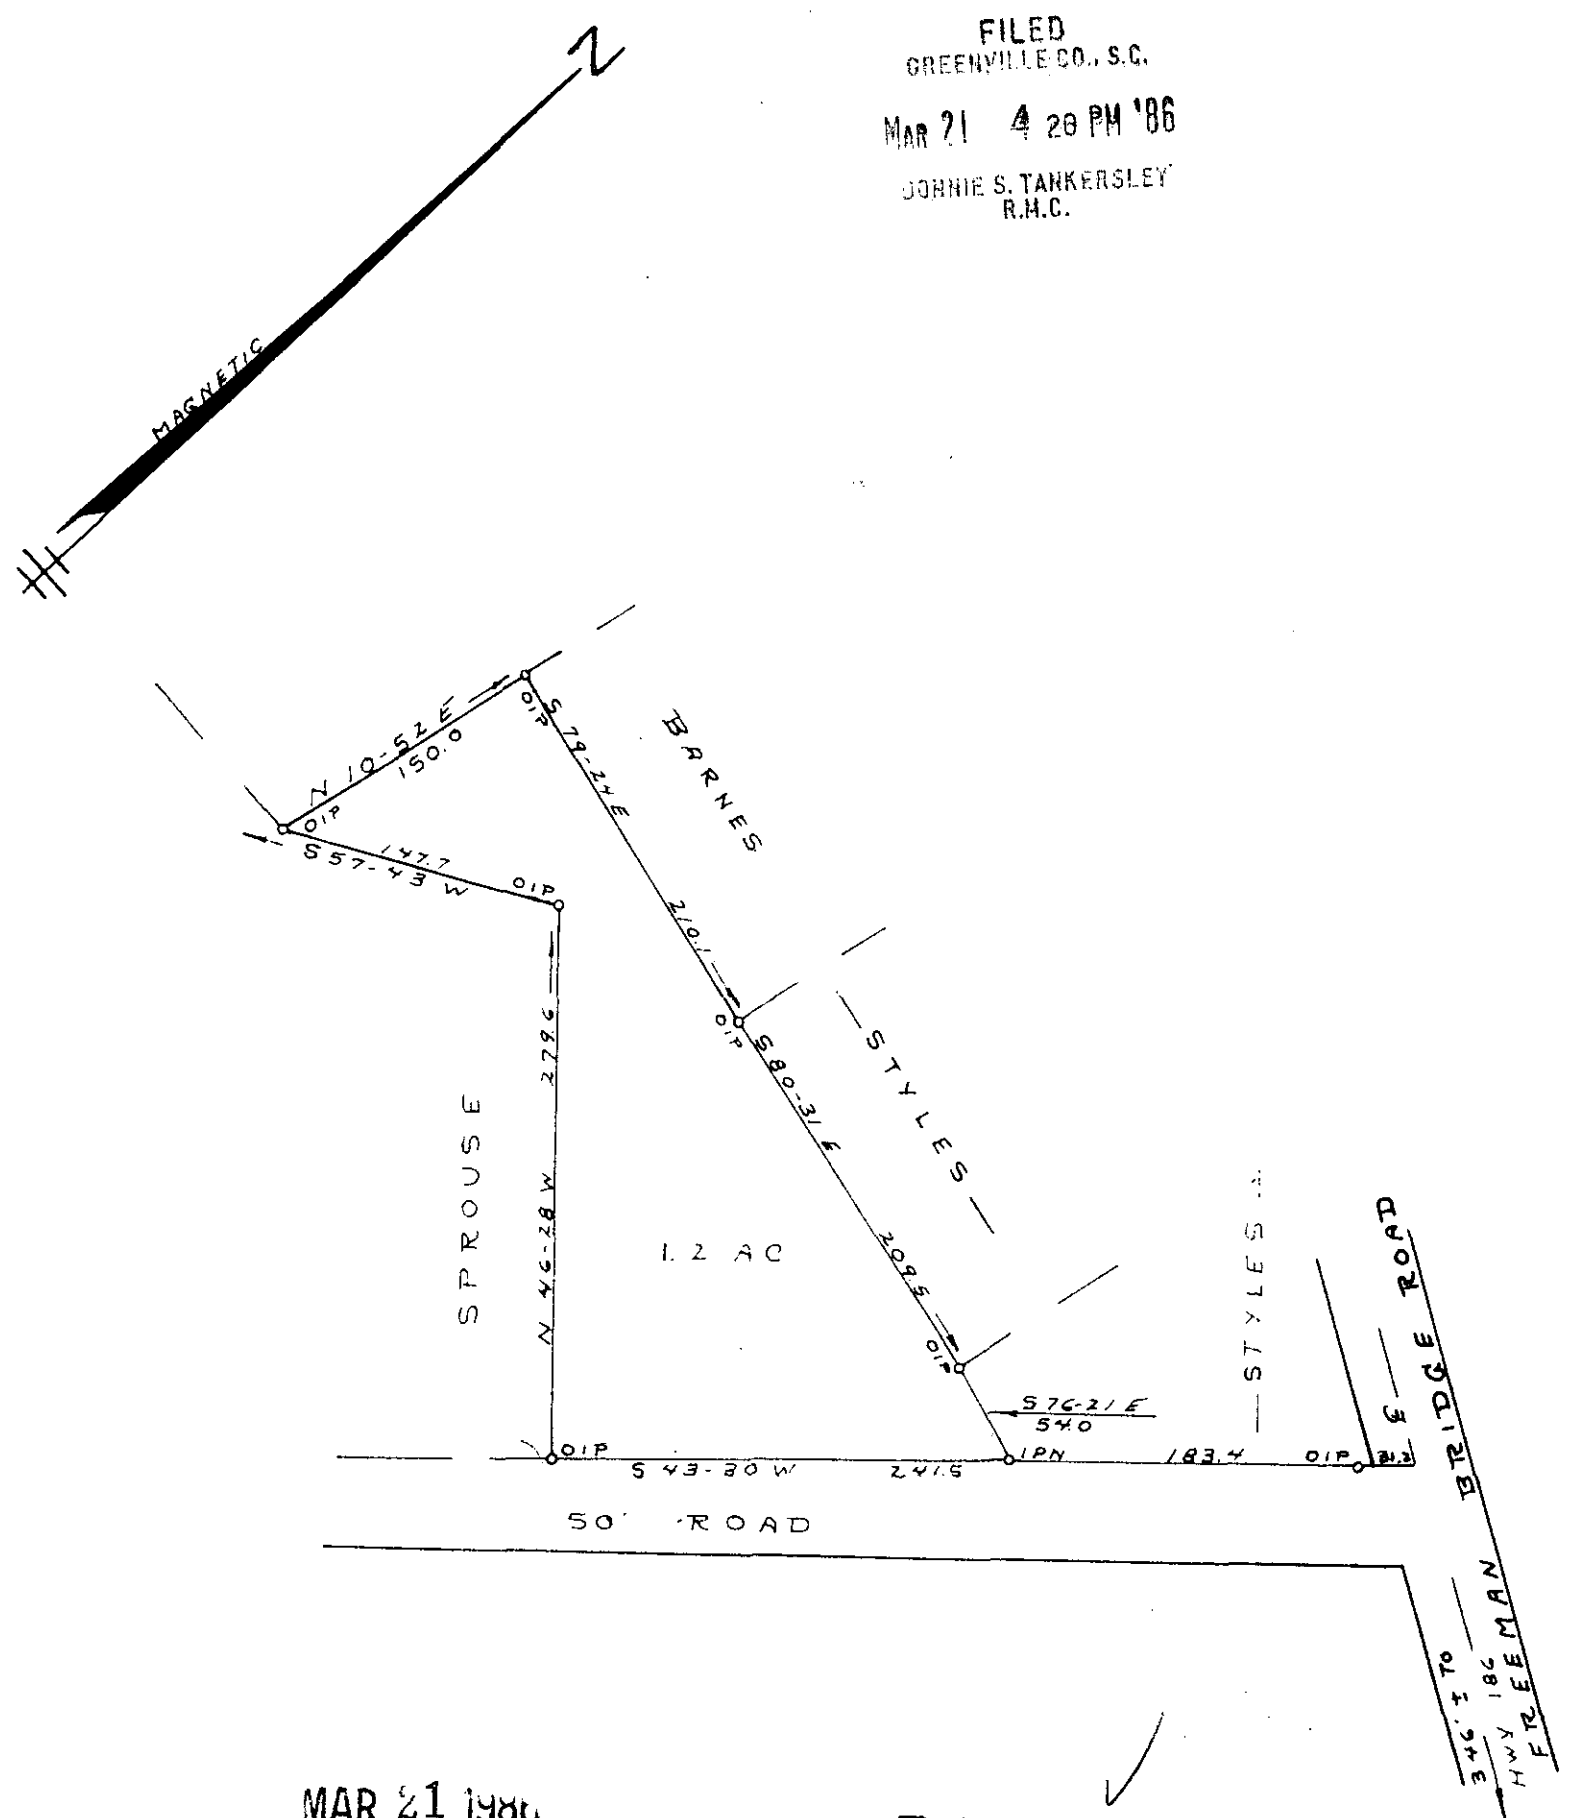 N
MAGNETIC
FILED
GREENVILLE CO., S.C.
MAR 21 4 20 PM '86
DONNIE S. TANKERSLEY
R.M.C.
N 10-52 E
150.0
OIP
OIP
S 79-24 E
210.1
BARNES
S 57-43 W
147.7
OIP
OIP
S 80-31 E
209.5
STYLES
SPROUSE
N 46-28 W 279.6
1.2 AC
OIP
S 76-21 E
54.0
STYLES
OIP
S 43-30 W 241.5
IPN
183.4
OIP
50' ROAD
FREEMAN BRIDGE ROAD
346' ± TO
HWY 186
MAR 21 1986